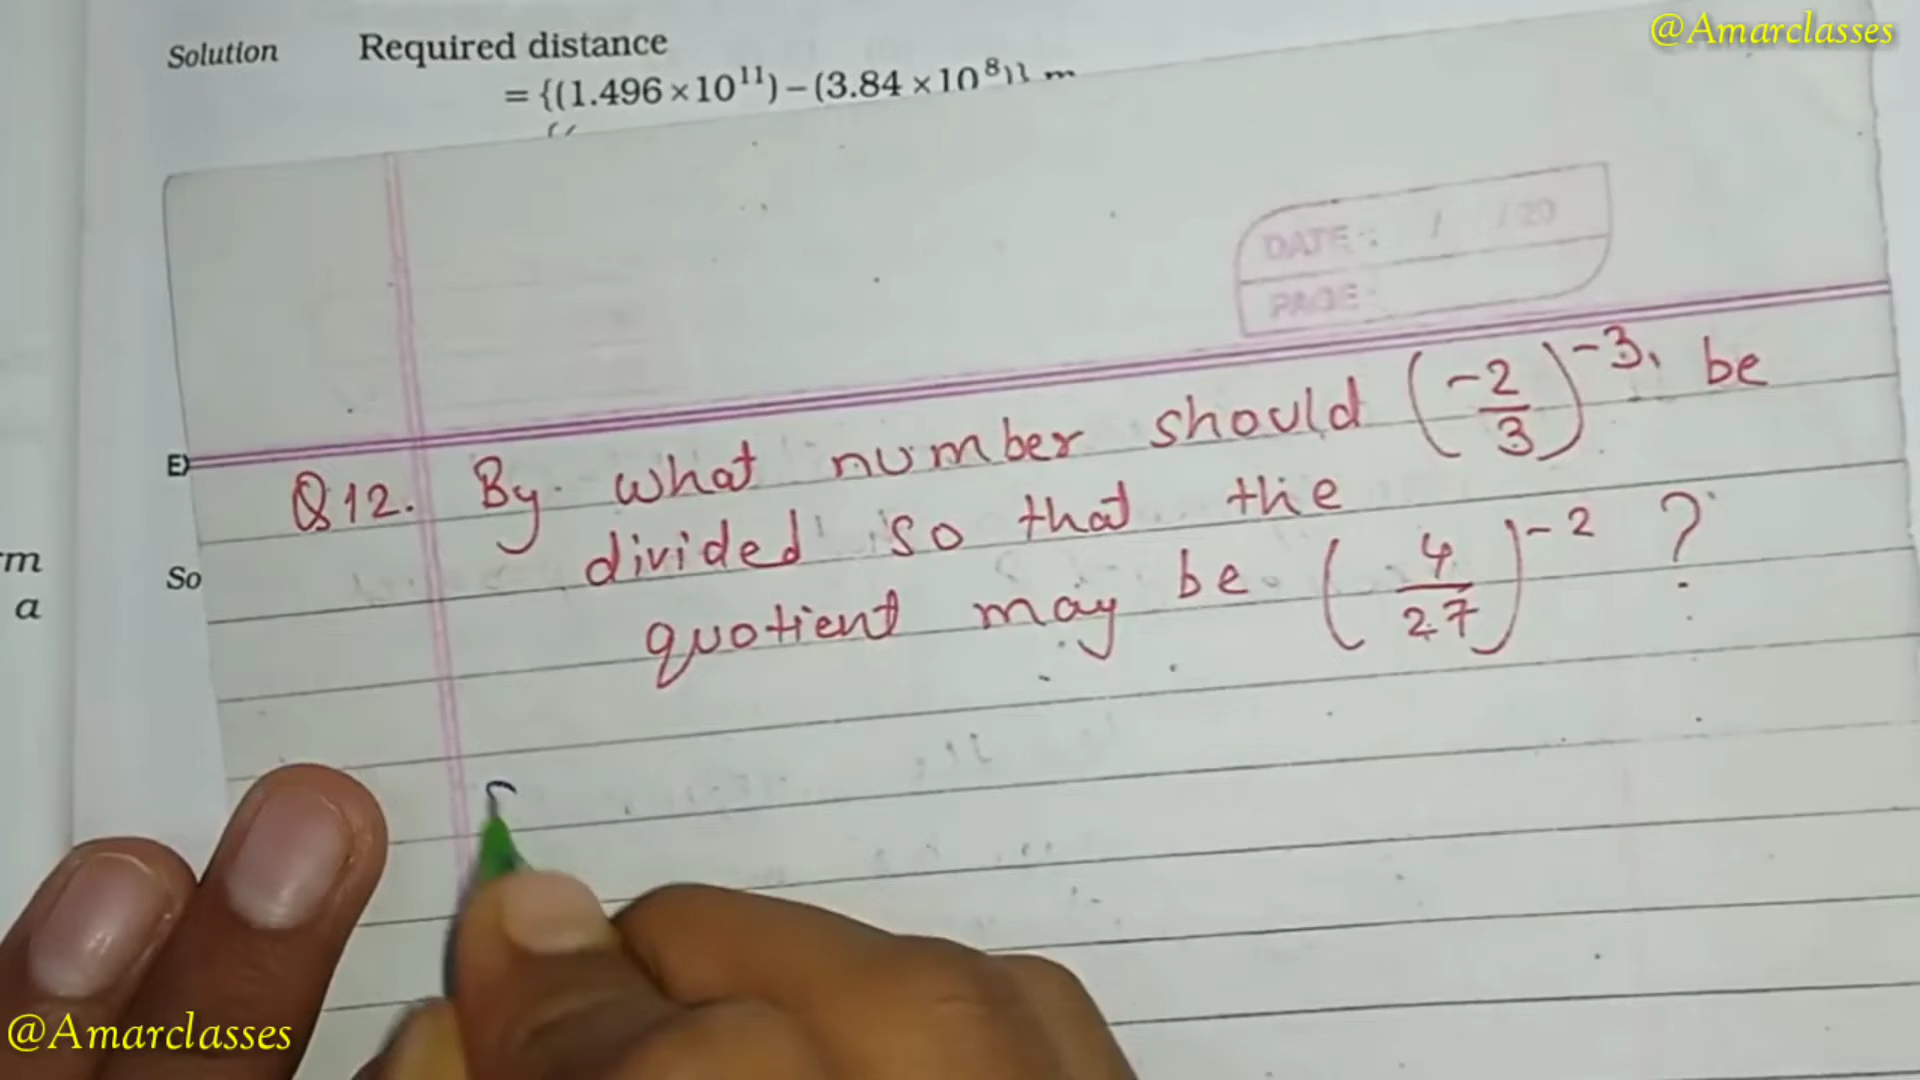 @Amarclasses
Solution Required distance
= {(1.496 × 10¹¹) – (3.84 × 10⁸)} m
DATE : / / 20
PAGE :
E
Q12. By what number should (-2/3)⁻³, be
divided so that the
quotient may be (4/27)⁻² ?
m
a
So
@Amarclasses